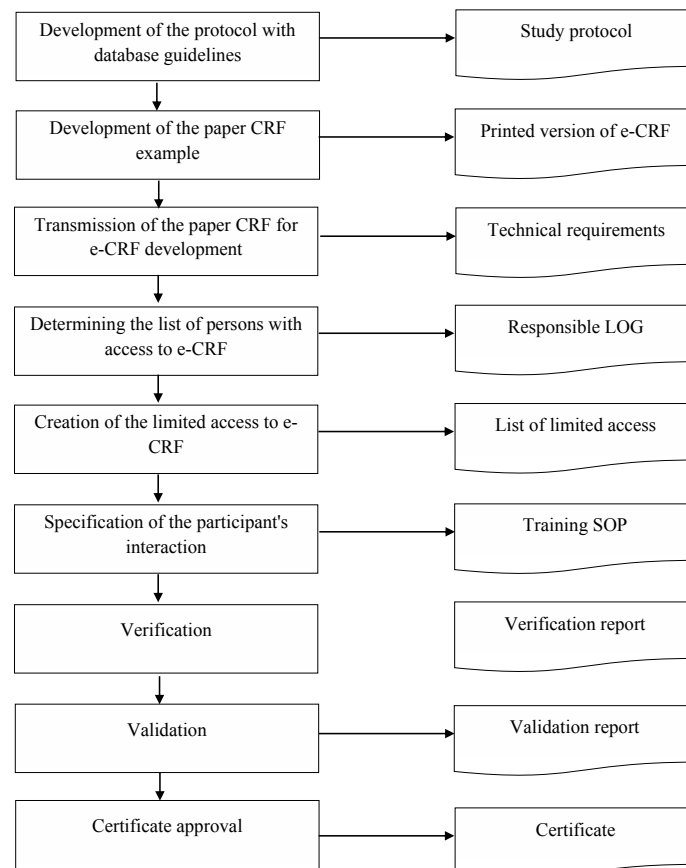 Development of the protocol with
database guidelines
Study protocol
Development of the paper CRF
example
Printed version of e-CRF
Transmission of the paper CRF for
e-CRF development
Technical requirements
Determining the list of persons with
access to e-CRF
Responsible LOG
Creation of the limited access to e-
CRF
List of limited access
Specification of the participant's
interaction
Training SOP
Verification
Verification report
Validation
Validation report
Certificate approval
Certificate